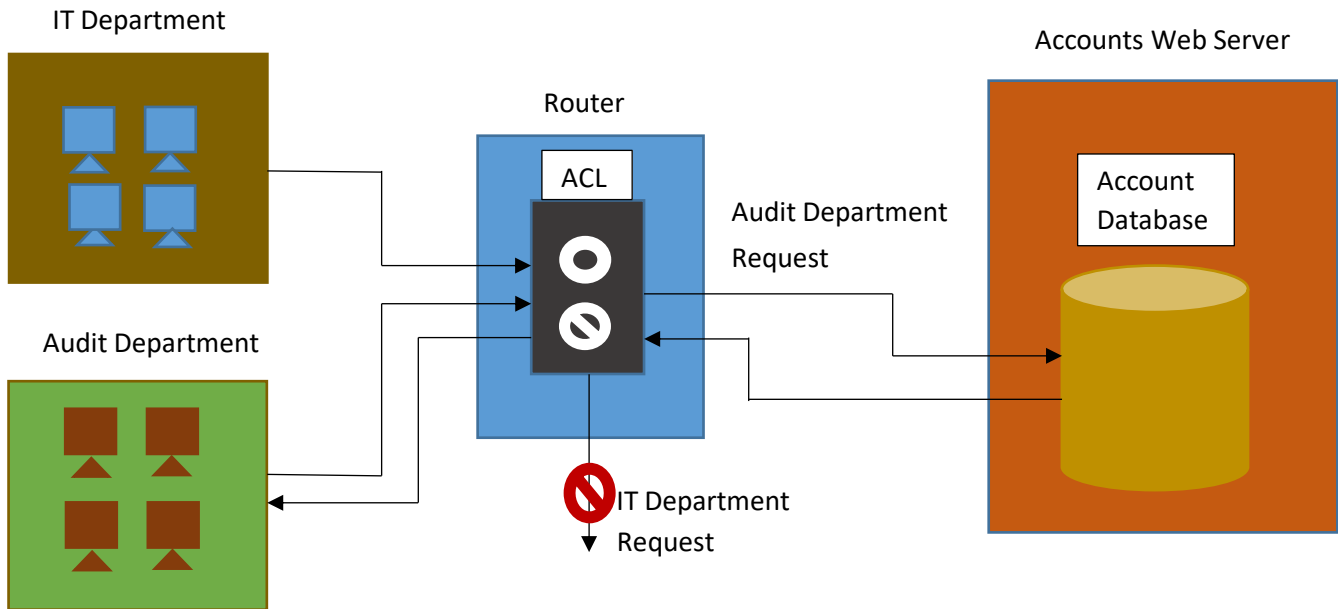 IT Department
Accounts Web Server
Router
ACL
Account
Database
Audit Department
Request
Audit Department
IT Department
Request